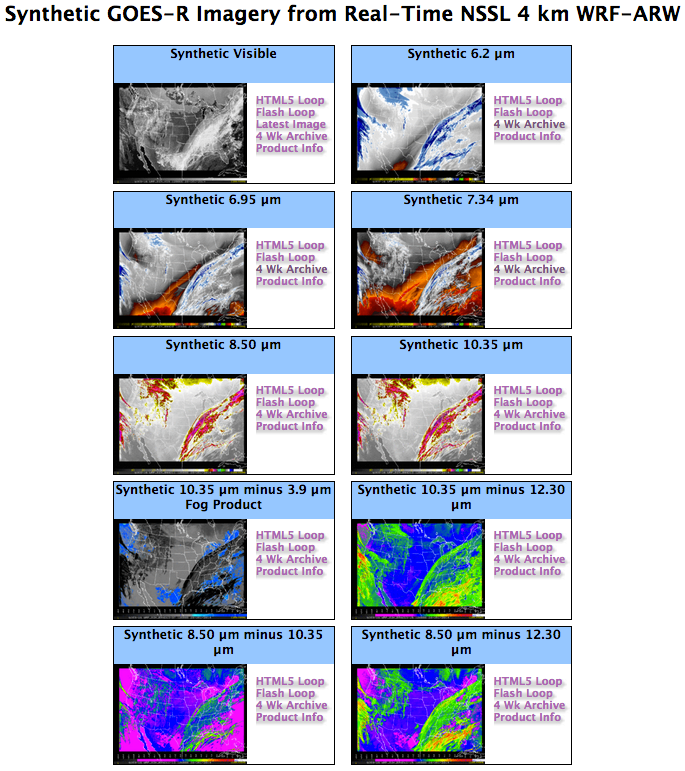 Synthetic GOES-R Imagery from Real-Time NSSL 4 km WRF-ARW
Synthetic Visible
HTML5 Loop
Flash Loop
Latest Image
4 Wk Archive
Product Info
Synthetic 6.2 µm
HTML5 Loop
Flash Loop
4 Wk Archive
Product Info
Synthetic 6.95 µm
HTML5 Loop
Flash Loop
4 Wk Archive
Product Info
Synthetic 7.34 µm
HTML5 Loop
Flash Loop
4 Wk Archive
Product Info
Synthetic 8.50 µm
HTML5 Loop
Flash Loop
4 Wk Archive
Product Info
Synthetic 10.35 µm
HTML5 Loop
Flash Loop
4 Wk Archive
Product Info
Synthetic 10.35 µm minus 3.9 µm
Fog Product
HTML5 Loop
Flash Loop
4 Wk Archive
Product Info
Synthetic 10.35 µm minus 12.30
µm
HTML5 Loop
Flash Loop
4 Wk Archive
Product Info
Synthetic 8.50 µm minus 10.35
µm
HTML5 Loop
Flash Loop
4 Wk Archive
Product Info
Synthetic 8.50 µm minus 12.30
µm
HTML5 Loop
Flash Loop
4 Wk Archive
Product Info